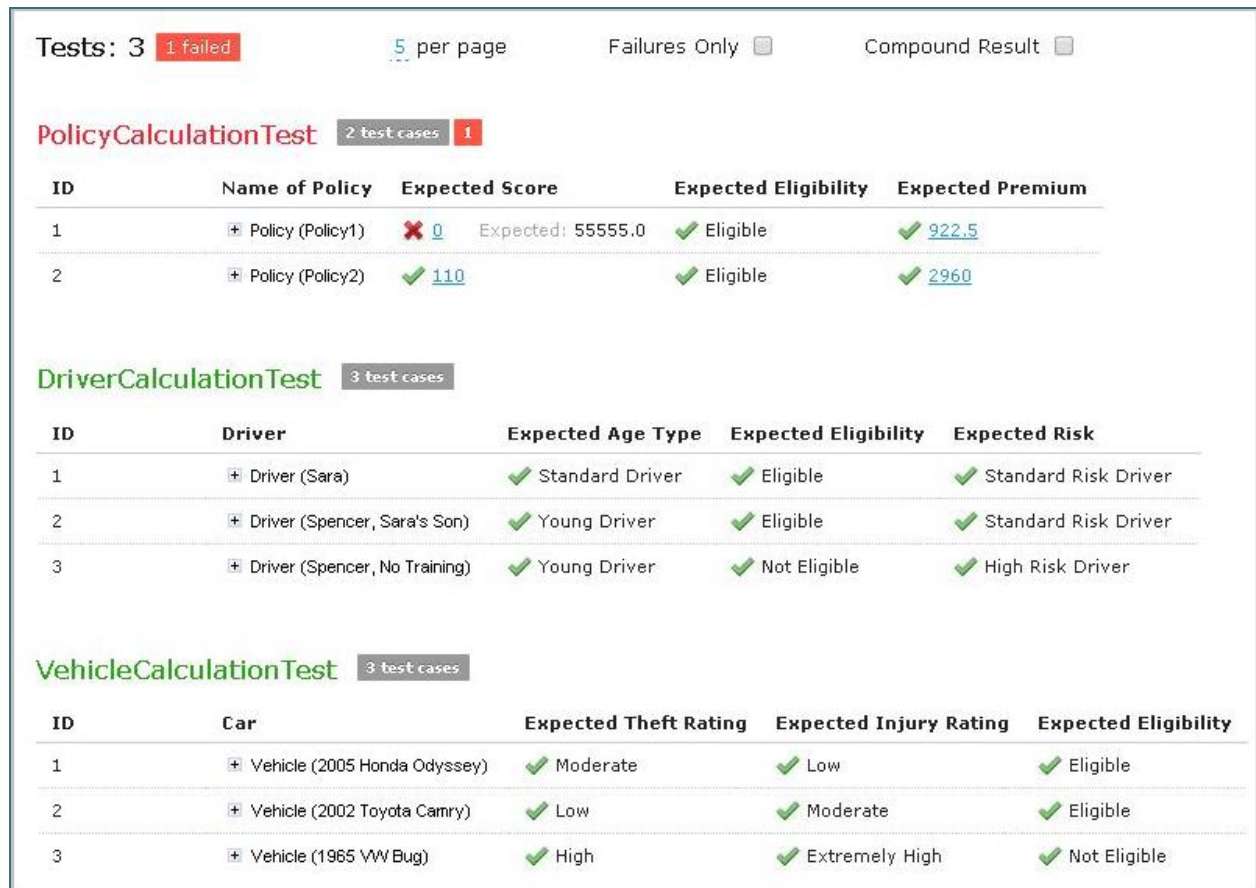 Tests: 3 1 failed 5 per page Failures Only Compound Result
PolicyCalculationTest 2 test cases 1
ID Name of Policy Expected Score Expected Eligibility Expected Premium
1 Policy (Policy1) 0 Expected: 55555.0 Eligible 922.5
2 Policy (Policy2) 110 Eligible 2960
DriverCalculationTest 3 test cases
ID Driver Expected Age Type Expected Eligibility Expected Risk
1 Driver (Sara) Standard Driver Eligible Standard Risk Driver
2 Driver (Spencer, Sara's Son) Young Driver Eligible Standard Risk Driver
3 Driver (Spencer, No Training) Young Driver Not Eligible High Risk Driver
VehicleCalculationTest 3 test cases
ID Car Expected Theft Rating Expected Injury Rating Expected Eligibility
1 Vehicle (2005 Honda Odyssey) Moderate Low Eligible
2 Vehicle (2002 Toyota Camry) Low Moderate Eligible
3 Vehicle (1965 VW Bug) High Extremely High Not Eligible